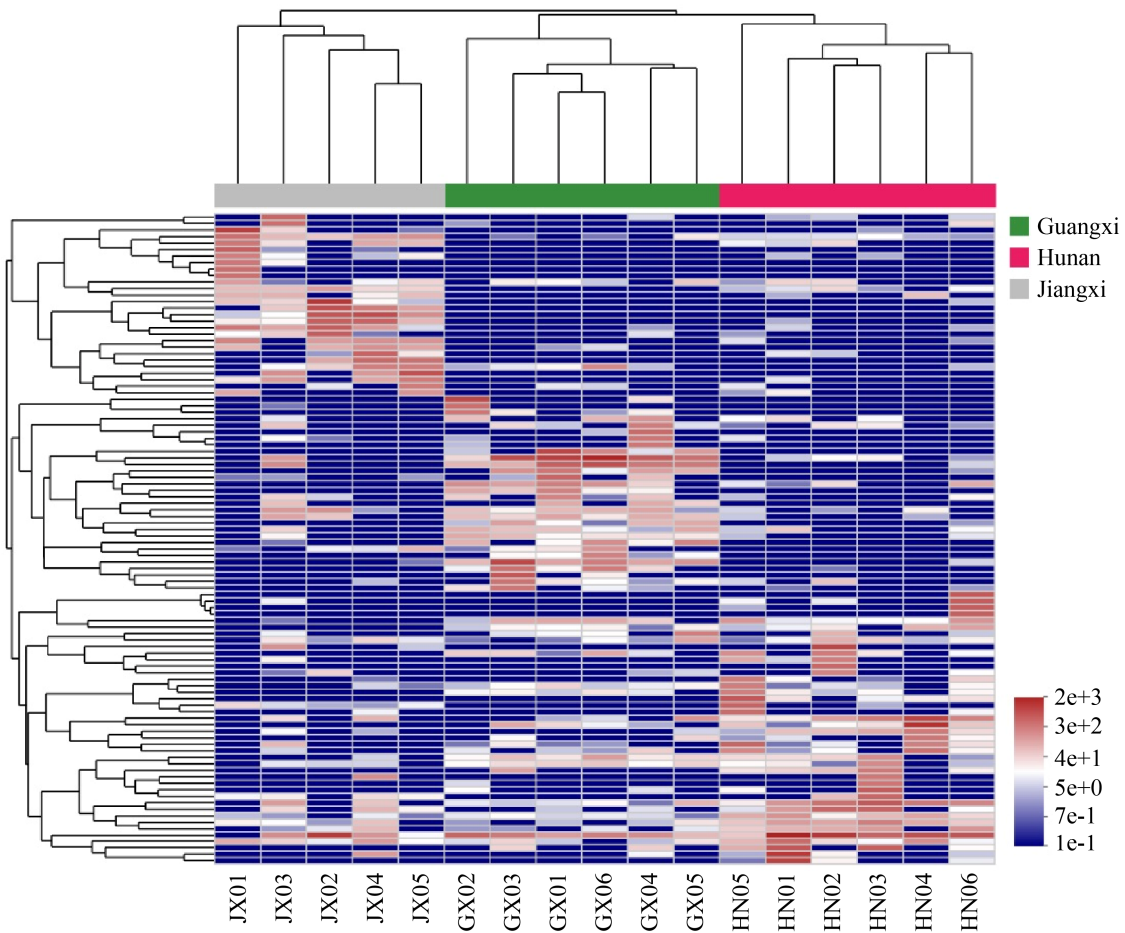 Guangxi
Hunan
Jiangxi
2e+3
3e+2
4e+1
5e+0
7e-1
1e-1
JX01
JX03
JX02
JX04
JX05
GX02
GX03
GX01
GX06
GX04
GX05
HN05
HN01
HN02
HN03
HN04
HN06